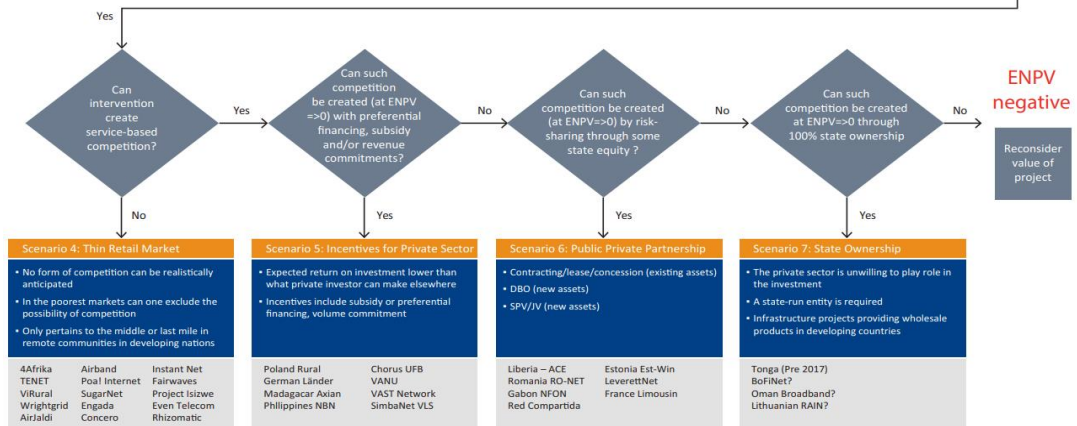 Yes
Can
intervention
create
service-based
competition?
Yes
Can such
competition
be created (at ENPV
=>0) with preferential
financing, subsidy
and/or revenue
commitments?
No
Can such
competition be created
(at ENPV=>0) by risk-
sharing through some
state equity ?
No
Can such
competition be created
at ENPV=>0 through
100% state ownership
No
ENPV
negative
Reconsider
value of
project
No
Yes
Yes
Yes
Scenario 4: Thin Retail Market
• No form of competition can be realistically
anticipated
• In the poorest markets can one exclude the
possibility of competition
• Only pertains to the middle or last mile in
remote communities in developing nations
4Afrika Airband Instant Net
TENET Poa! Internet Fairwaves
ViRural SugarNet Project Isizwe
Wrightgrid Engada Even Telecom
AirJaldi Concero Rhizomatic
Scenario 5: Incentives for Private Sector
• Expected return on investment lower than
what private investor can make elsewhere
• Incentives include subsidy or preferential
financing, volume commitment
Poland Rural Chorus UFB
German Länder VANU
Madagacar Axian VAST Network
Philippines NBN SimbaNet VLS
Scenario 6: Public Private Partnership
• Contracting/lease/concession (existing assets)
• DBO (new assets)
• SPV/JV (new assets)
Liberia – ACE Estonia Est-Win
Romania RO-NET LeverettNet
Gabon NFON France Limousin
Red Compartida
Scenario 7: State Ownership
• The private sector is unwilling to play role in
the investment
• A state-run entity is required
• Infrastructure projects providing wholesale
products in developing countries
Tonga (Pre 2017)
BoFiNet?
Oman Broadband?
Lithuanian RAIN?